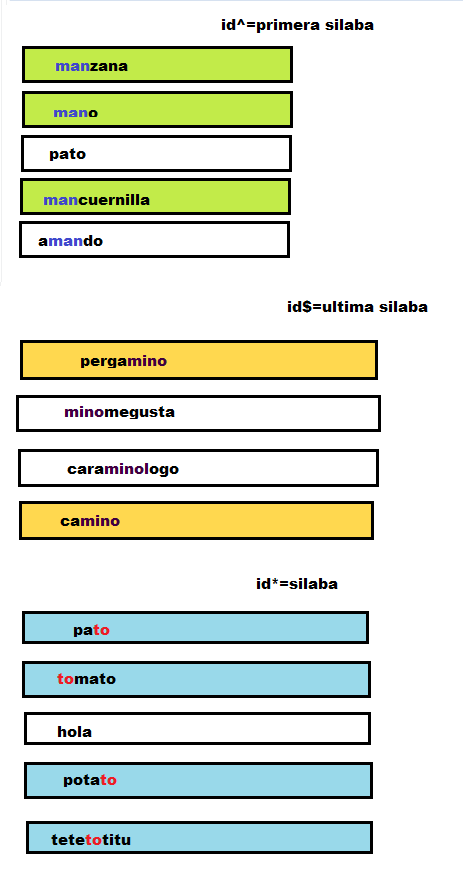 id^=primera silaba
manzana
mano
pato
mancuernilla
amando
id$=ultima silaba
pergamino
minomegusta
caraminologo
camino
id*=silaba
pato
tomato
hola
potato
tetetotitu